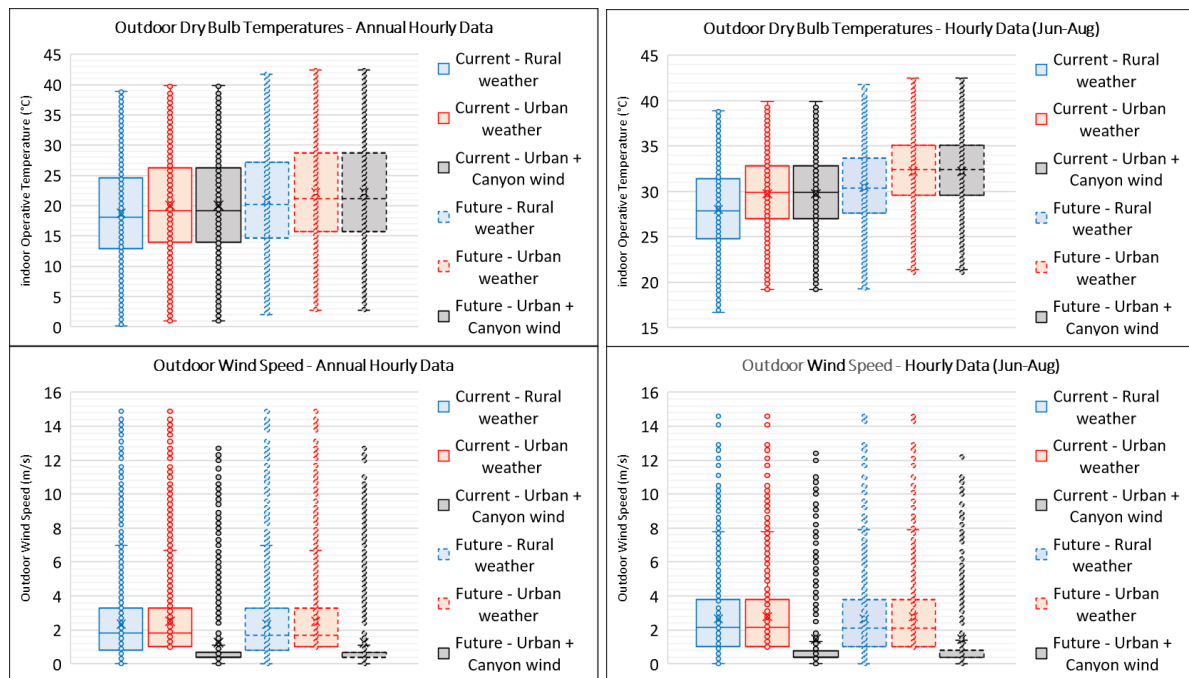 Outdoor Dry Bulb Temperatures - Annual Hourly Data
indoor Operative Temperature (°C)
45
40
35
30
25
20
15
10
5
0
Current - Rural
weather
Current - Urban
weather
Current - Urban +
Canyon wind
Future - Rural
weather
Future - Urban
weather
Future - Urban +
Canyon wind
Outdoor Dry Bulb Temperatures - Hourly Data (Jun-Aug)
indoor Operative Temperature (°C)
45
40
35
30
25
20
15
Current - Rural
weather
Current - Urban
weather
Current - Urban +
Canyon wind
Future - Rural
weather
Future - Urban
weather
Future - Urban +
Canyon wind
Outdoor Wind Speed - Annual Hourly Data
Outdoor Wind Speed (m/s)
16
14
12
10
8
6
4
2
0
Current - Rural
weather
Current - Urban
weather
Current - Urban +
Canyon wind
Future - Rural
weather
Future - Urban
weather
Future - Urban +
Canyon wind
Outdoor Wind Speed - Hourly Data (Jun-Aug)
Outdoor Wind Speed (m/s)
16
14
12
10
8
6
4
2
0
Current - Rural
weather
Current - Urban
weather
Current - Urban +
Canyon wind
Future - Rural
weather
Future - Urban
weather
Future - Urban +
Canyon wind